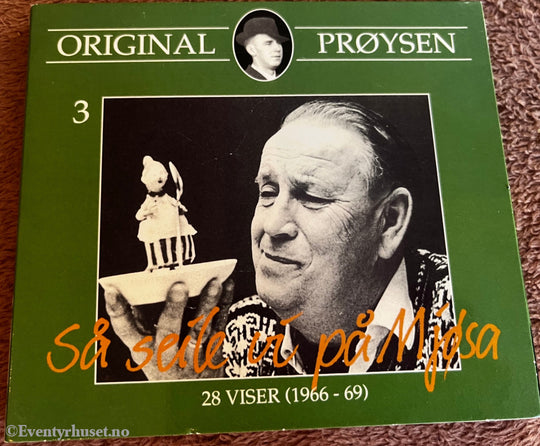 ORIGINAL PRØYSEN
3
Så seile vi på Mjøsa
28 VISER (1966 - 69)
©Eventyrhuset.no